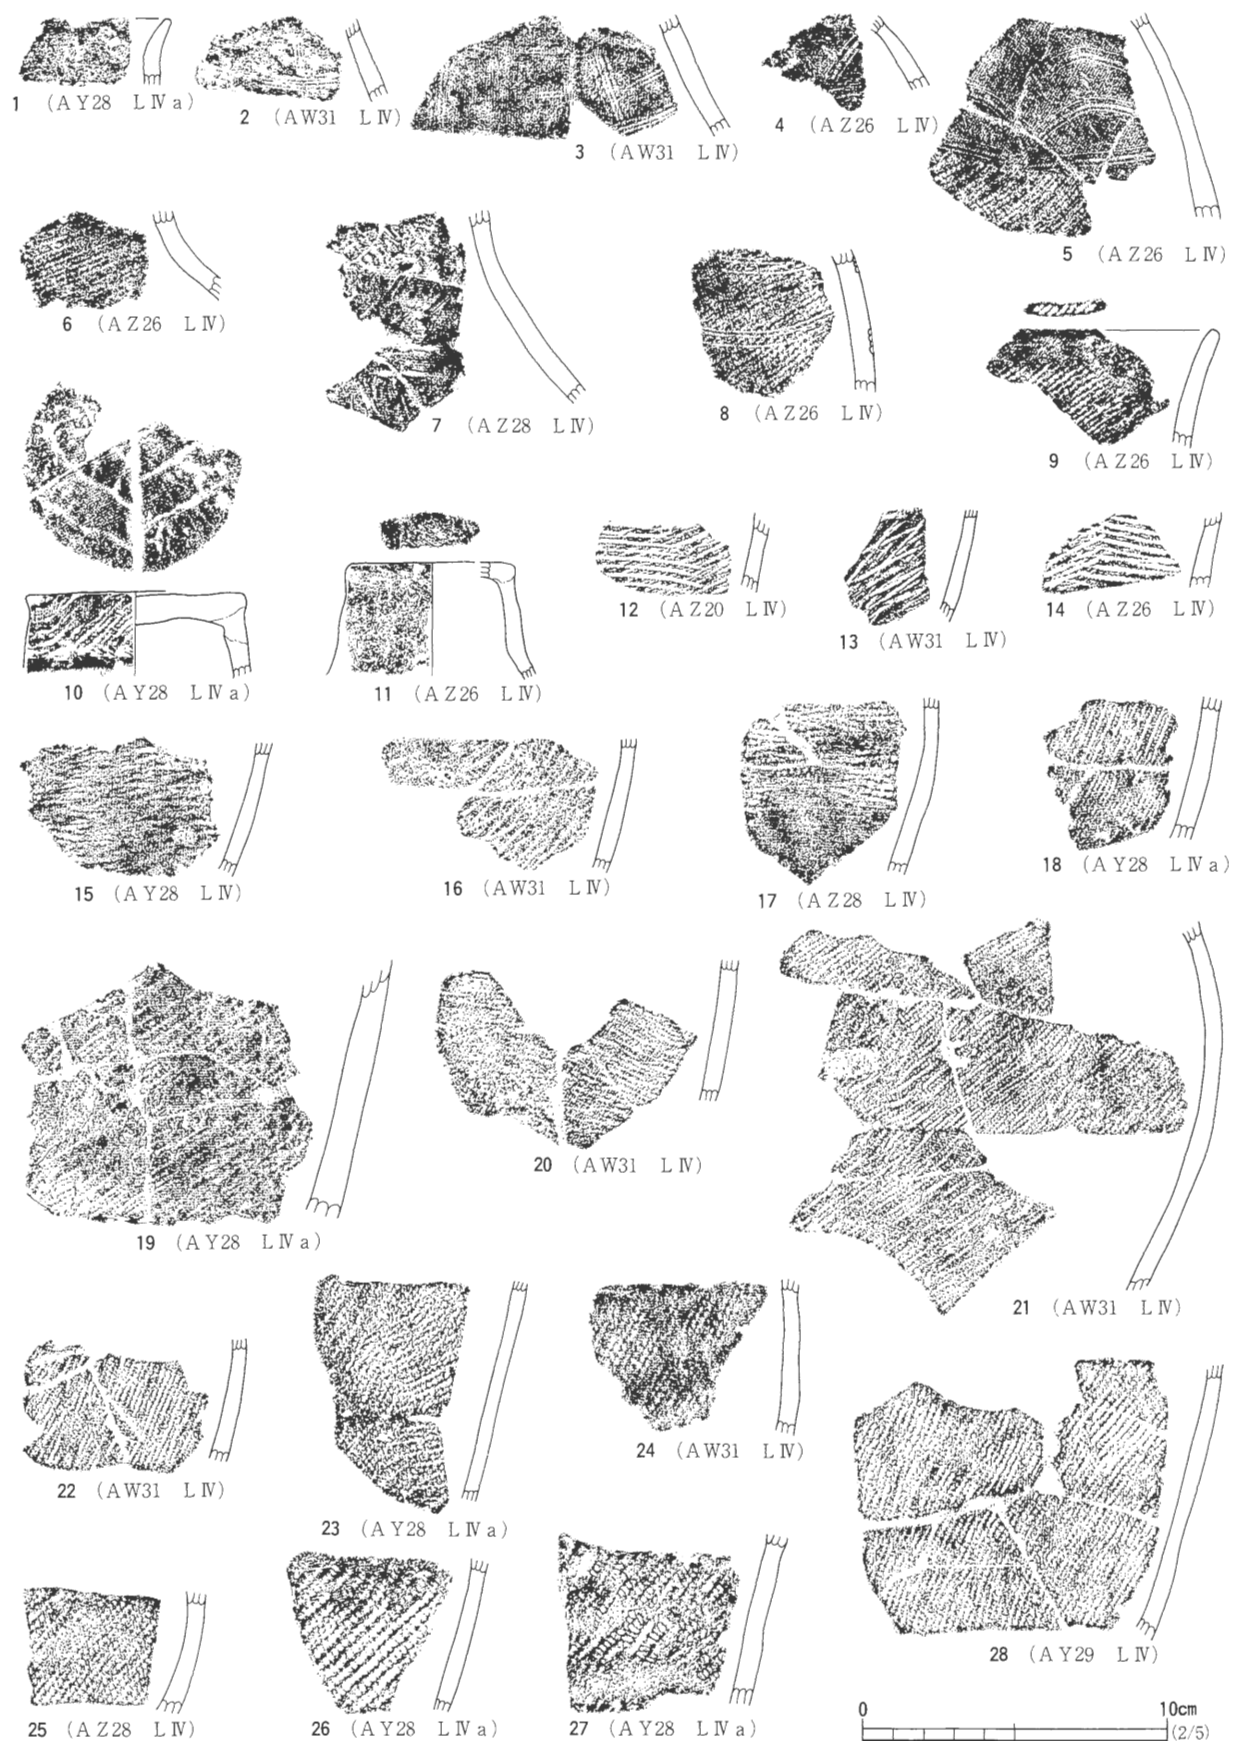 1 (AY28 LⅣa)
2 (AW31 LⅣ)
3 (AW31 LⅣ)
4 (AZ26 LⅣ)
5 (AZ26 LⅣ)
6 (AZ26 LⅣ)
7 (AZ28 LⅣ)
8 (AZ26 LⅣ)
9 (AZ26 LⅣ)
10 (AY28 LⅣa)
11 (AZ26 LⅣ)
12 (AZ20 LⅣ)
13 (AW31 LⅣ)
14 (AZ26 LⅣ)
15 (AY28 LⅣ)
16 (AW31 LⅣ)
17 (AZ28 LⅣ)
18 (AY28 LⅣa)
19 (AY28 LⅣa)
20 (AW31 LⅣ)
21 (AW31 LⅣ)
22 (AW31 LⅣ)
23 (AY28 LⅣa)
24 (AW31 LⅣ)
25 (AZ28 LⅣ)
26 (AY28 LⅣa)
27 (AY28 LⅣa)
28 (AY29 LⅣ)
0 10cm
(2/5)